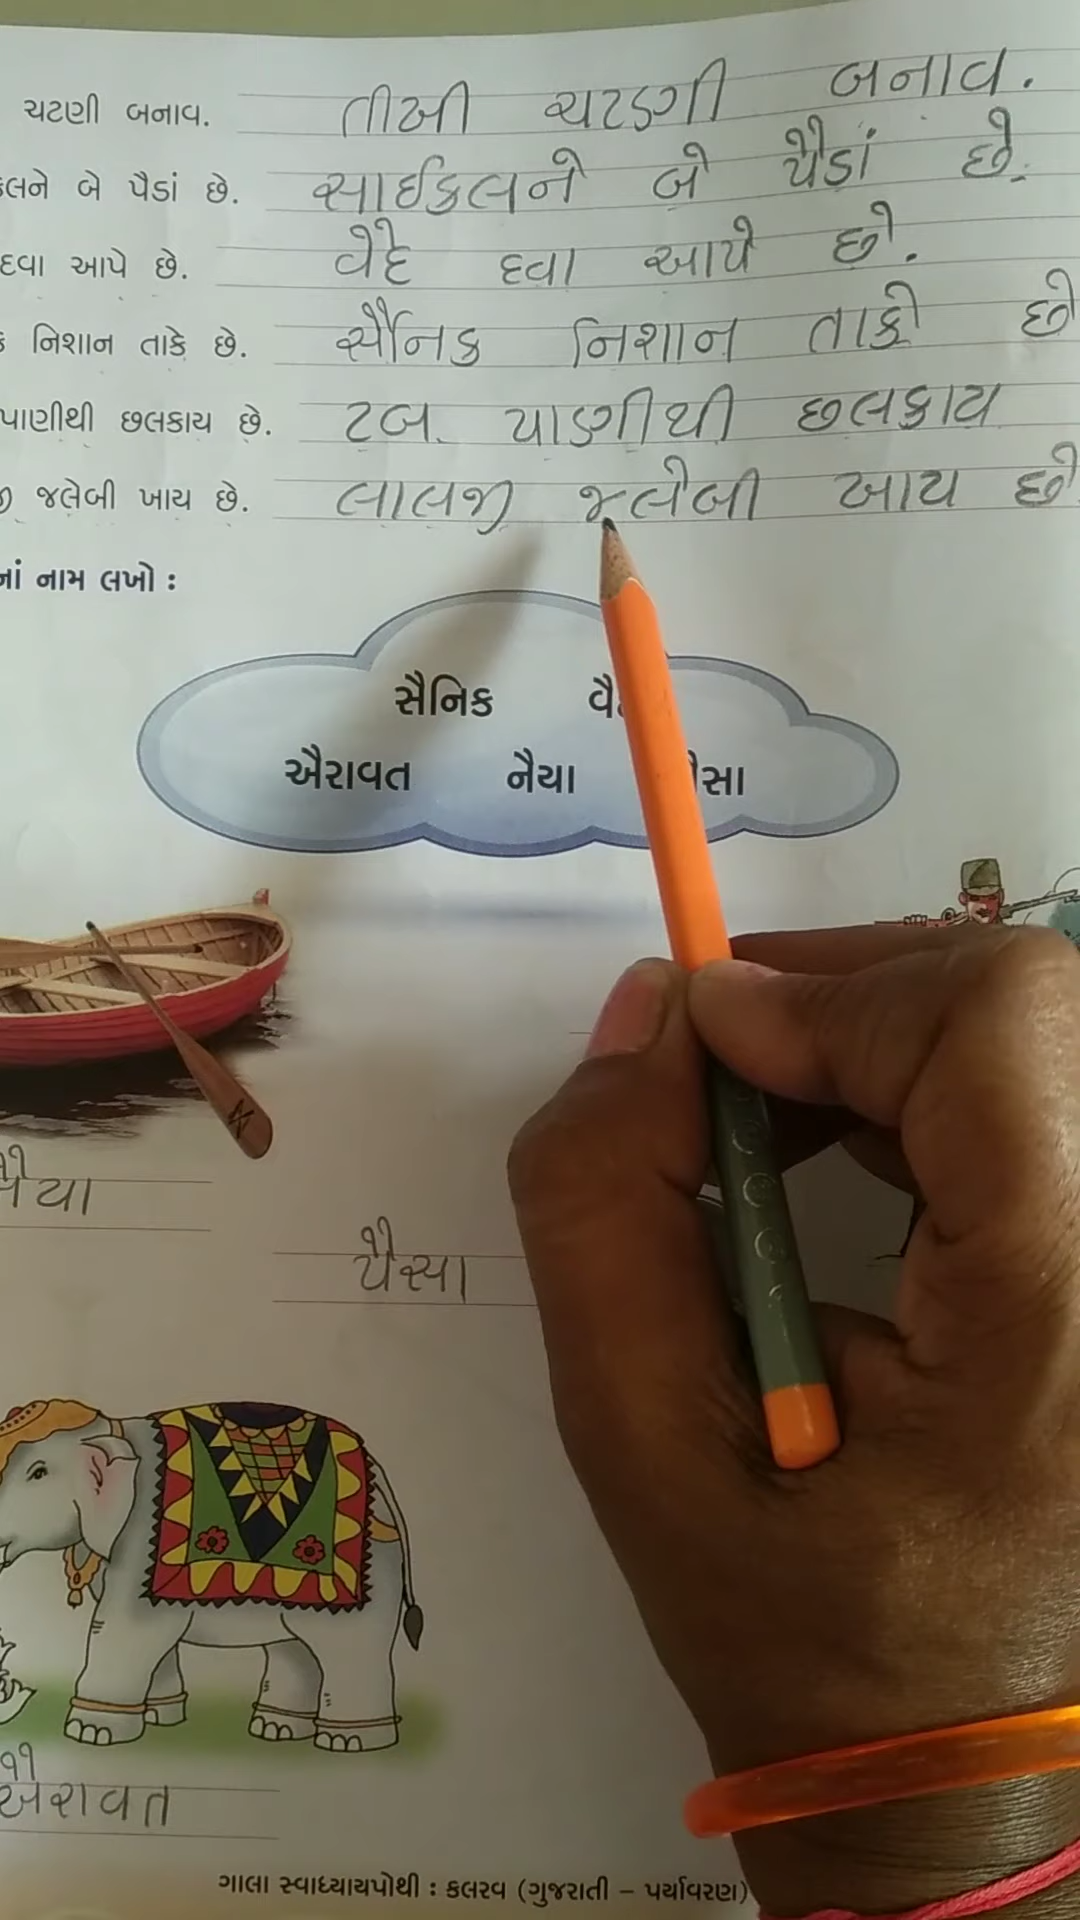 ચટણી બનાવ. તીખી ચટણી બનાવ.
કલને બે પૈડાં છે. સાઈકલને બે પૈડાં છે.
દવા આપે છે. વૈદ દવા આપે છે.
ક નિશાન તાકે છે. સૈનિક નિશાન તાકે છે
પાણીથી છલકાય છે. ટબ પાણીથી છલકાય
જી જલેબી ખાય છે. લાલજી જલેબી ખાય છે.
નાં નામ લખો :
સૈનિક
ઐરાવત નૈયા સા
નૈયા
પૈસા
ઐરાવત
ગાલા સ્વાધ્યાયપોથી : કલરવ (ગુજરાતી – પર્યાવરણ)